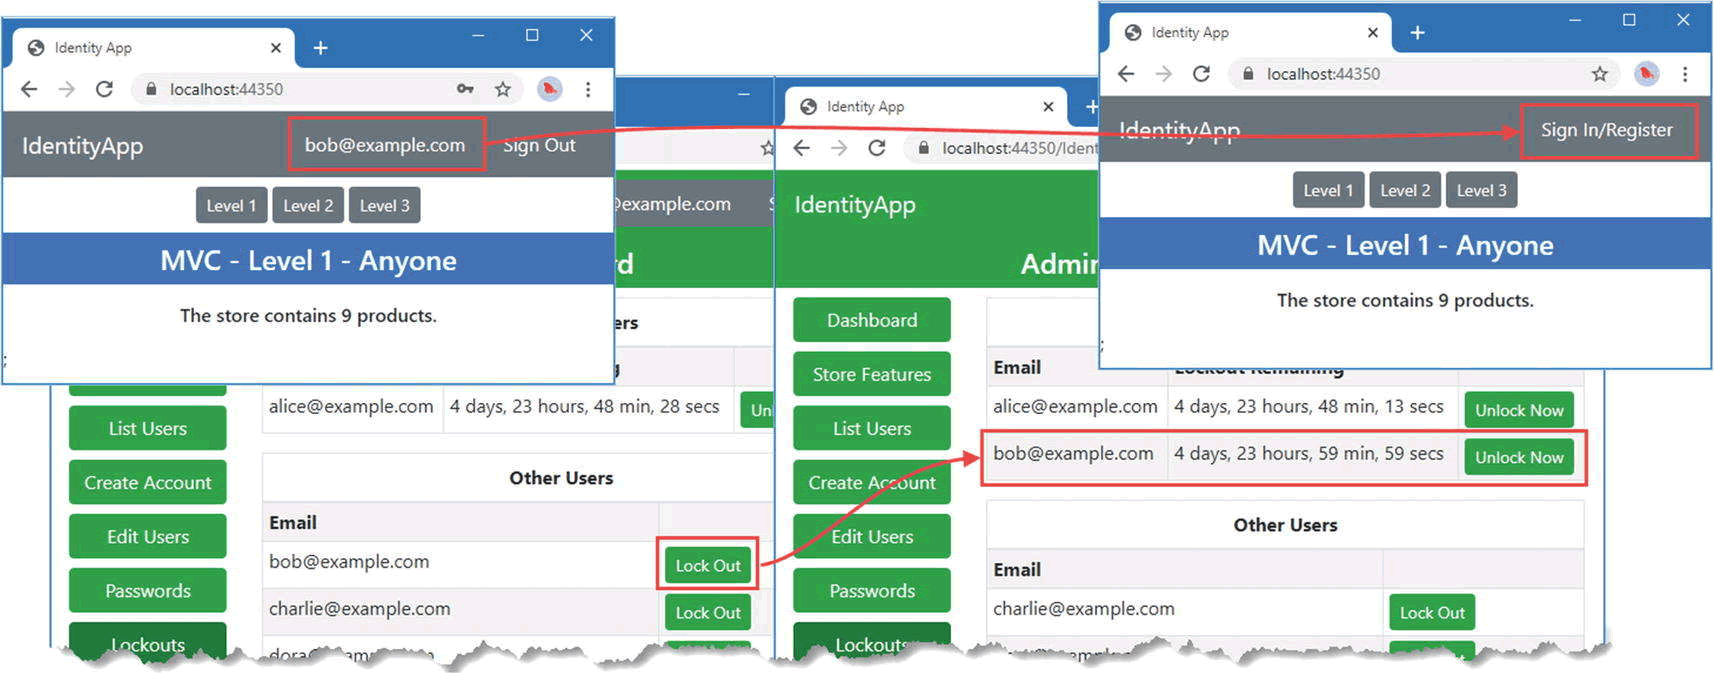 Identity App
localhost:44350
IdentityApp
bob@example.com
Sign Out
Level 1
Level 2
Level 3
MVC - Level 1 - Anyone
The store contains 9 products.
;
@example.com
alice@example.com
4 days, 23 hours, 48 min, 28 secs
List Users
Create Account
Edit Users
Passwords
Lockouts
Other Users
Email
bob@example.com
Lock Out
charlie@example.com
Lock Out
Identity App
localhost:44350/Ident
IdentityApp
Admin
Dashboard
Store Features
List Users
Create Account
Edit Users
Passwords
Lockouts
Email
Lockout Remaining
alice@example.com
4 days, 23 hours, 48 min, 13 secs
Unlock Now
bob@example.com
4 days, 23 hours, 59 min, 59 secs
Unlock Now
Other Users
Email
charlie@example.com
Lock Out
Identity App
localhost:44350
IdentityApp
Sign In/Register
Level 1
Level 2
Level 3
MVC - Level 1 - Anyone
The store contains 9 products.
;